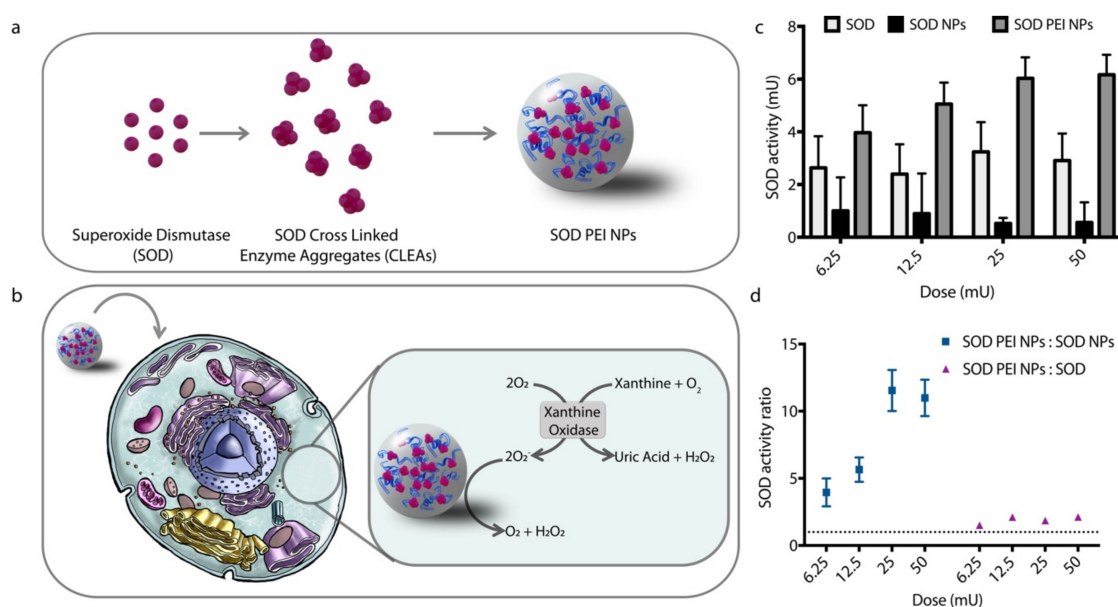 a
Superoxide Dismutase
(SOD)
SOD Cross Linked
Enzyme Aggregates (CLEAs)
SOD PEI NPs
b
2O₂
Xanthine + O₂
Xanthine
Oxidase
2O₂⁻
Uric Acid + H₂O₂
O₂ + H₂O₂
c
SOD
SOD NPs
SOD PEI NPs
SOD activity (mU)
8
6
4
2
0
6.25
12.5
25
50
Dose (mU)
d
SOD PEI NPs : SOD NPs
SOD PEI NPs : SOD
SOD activity ratio
15
10
5
0
6.25
12.5
25
50
6.25
12.5
25
50
Dose (mU)